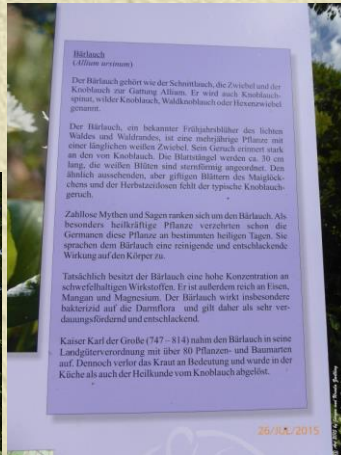 Bärlauch
(Allium ursinum)
Der Bärlauch gehört wie der Schnittlauch, die Zwiebel und der
Knoblauch zur Gattung Allium. Er wird auch Knoblauch-
spinat, wilder Knoblauch, Waldknoblauch oder Hexenzwiebel
genannt.
Der Bärlauch, ein bekannter Frühjahrsblüher des lichten
Waldes und Waldrandes, ist eine mehrjährige Pflanze mit
einer länglichen weißen Zwiebel. Sein Geruch erinnert stark
an den von Knoblauch. Die Blattstängel werden ca. 30 cm
lang, die weißen Blüten sind sternförmig angeordnet. Den
ähnlich aussehenden, aber giftigen Blättern des Maiglöck-
chens und der Herbstzeitlosen fehlt der typische Knoblauch-
geruch.
Zahllose Mythen und Sagen ranken sich um den Bärlauch. Als
besonders heilkräftige Pflanze verzehrten schon die
Germanen diese Pflanze an bestimmten heiligen Tagen. Sie
sprachen dem Bärlauch eine reinigende und entschlackende
Wirkung auf den Körper zu.
Tatsächlich besitzt der Bärlauch eine hohe Konzentration an
schwefelhaltigen Wirkstoffen. Er ist außerdem reich an Eisen,
Mangan und Magnesium. Der Bärlauch wirkt insbesondere
bakterizid auf die Darmflora und gilt daher als sehr ver-
dauungsfördernd und entschlackend.
Kaiser Karl der Große (747 – 814) nahm den Bärlauch in seine
Landgüterverordnung mit über 80 Pflanzen- und Baumarten
auf. Dennoch verlor das Kraut an Bedeutung und wurde in der
Küche als auch der Heilkunde vom Knoblauch abgelöst.
26/JUL/2015